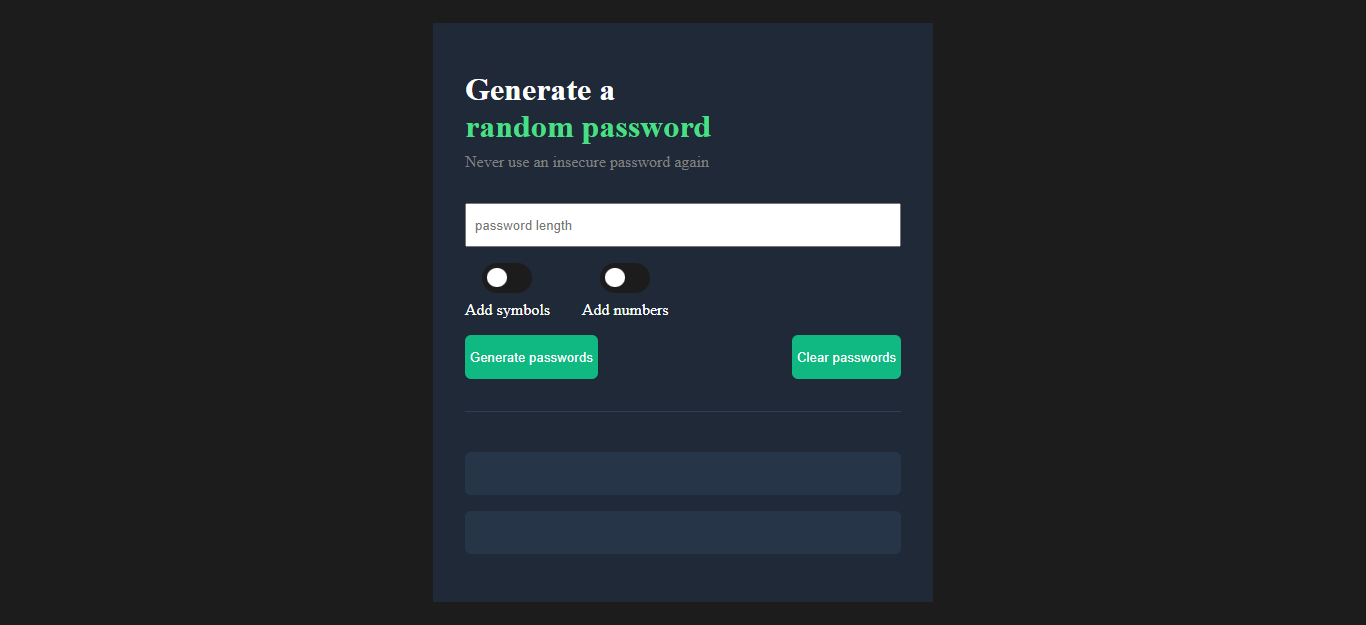 Generate a
random password
Never use an insecure password again
password length
Add symbols Add numbers
Generate passwords Clear passwords